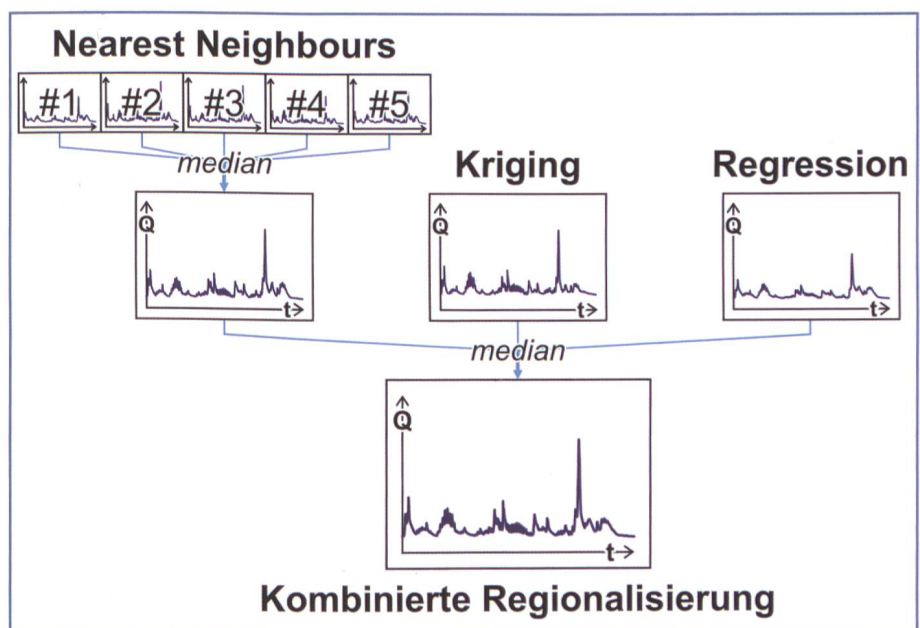 Nearest Neighbours
#1 #2 #3 #4 #5
median
Kriging
Regression
Q
t
Q
t
Q
t
median
Q
t
Kombinierte Regionalisierung